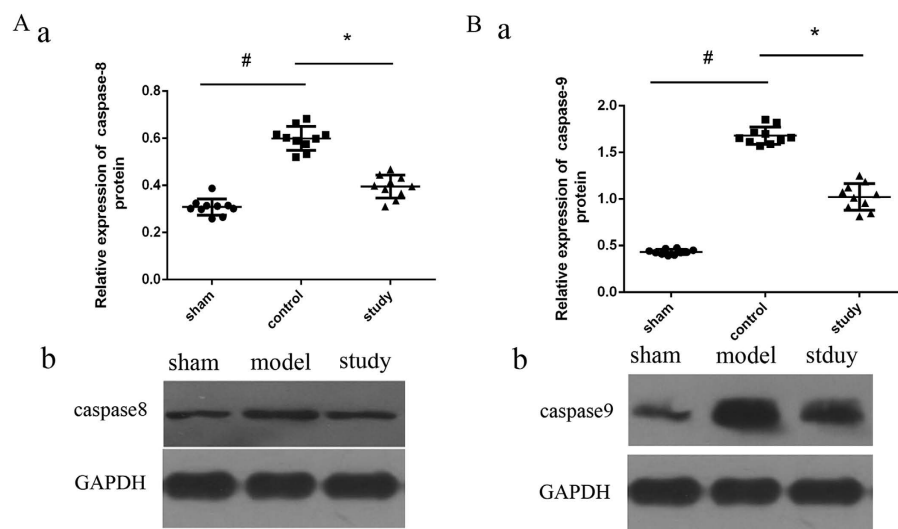 A a
#
*
Relative expression of caspase-8
protein
0.8
0.6
0.4
0.2
0.0
sham
control
study
b
sham model study
caspase8
GAPDH
B a
#
*
Relative expression of caspase-9
protein
2.0
1.5
1.0
0.5
0.0
sham
control
study
b
sham model stduy
caspase9
GAPDH